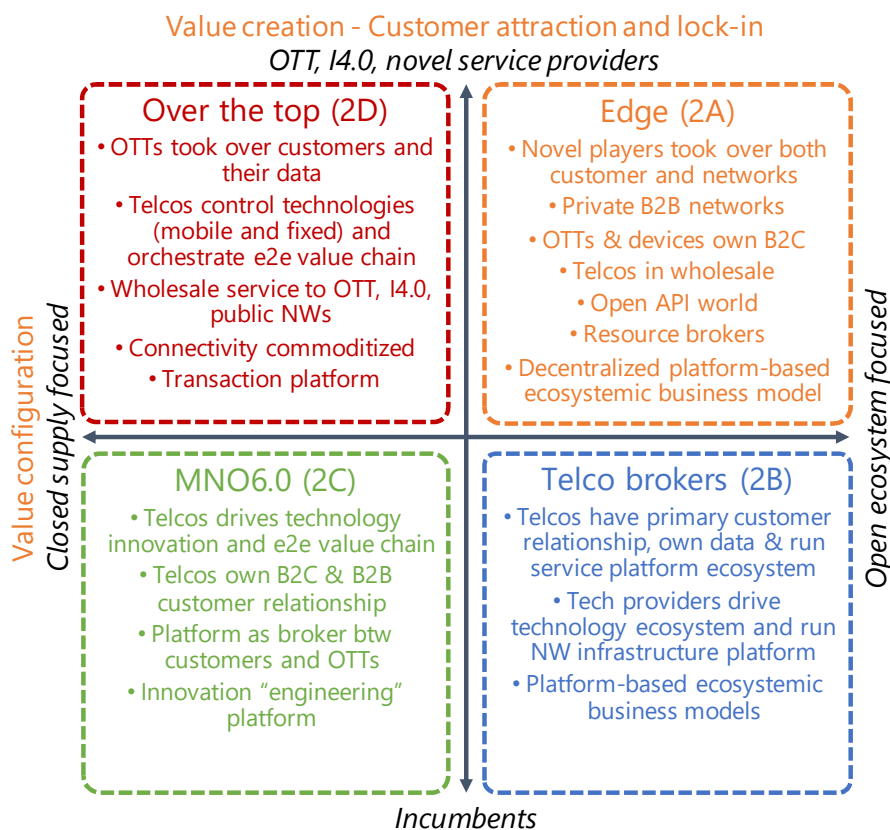 Value creation - Customer attraction and lock-in
OTT, I4.0, novel service providers
Over the top (2D)
• OTTs took over customers and
their data
• Telcos control technologies
(mobile and fixed) and
orchestrate e2e value chain
• Wholesale service to OTT, I4.0,
public NWs
• Connectivity commoditized
• Transaction platform
Edge (2A)
• Novel players took over both
customer and networks
• Private B2B networks
• OTTs & devices own B2C
• Telcos in wholesale
• Open API world
• Resource brokers
• Decentralized platform-based
ecosystemic business model
Value configuration
Closed supply focused
Open ecosystem focused
MNO6.0 (2C)
• Telcos drives technology
innovation and e2e value chain
• Telcos own B2C & B2B
customer relationship
• Platform as broker btw
customers and OTTs
• Innovation “engineering”
platform
Telco brokers (2B)
• Telcos have primary customer
relationship, own data & run
service platform ecosystem
• Tech providers drive
technology ecosystem and run
NW infrastructure platform
• Platform-based ecosystemic
business models
Incumbents